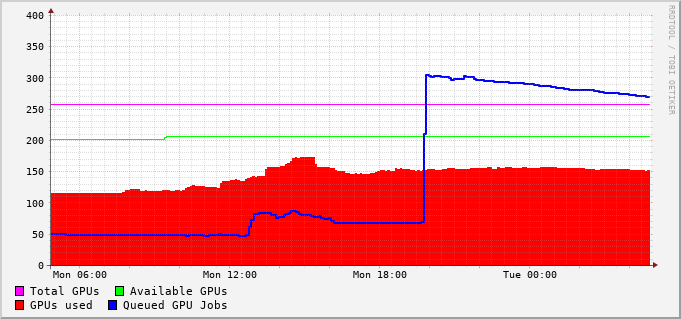 400
350
300
250
200
150
100
50
0
Mon 06:00 Mon 12:00 Mon 18:00 Tue 00:00
Total GPUs Available GPUs
GPUs used Queued GPU Jobs
RRDTOOL / TOBI OETIKER